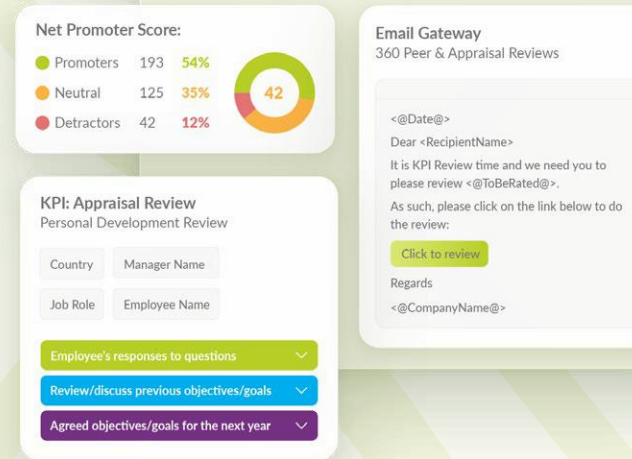 Net Promoter Score:
Promoters 193 54%
Neutral 125 35%
Detractors 42 12%
42
KPI: Appraisal Review
Personal Development Review
Country Manager Name
Job Role Employee Name
Employee's responses to questions
Review/discuss previous objectives/goals
Agreed objectives/goals for the next year
Email Gateway
360 Peer & Appraisal Reviews
<@Date@>
Dear <RecipientName>
It is KPI Review time and we need you to
please review <@ToBeRated@>.
As such, please click on the link below to do
the review:
Click to review
Regards
<@CompanyName@>